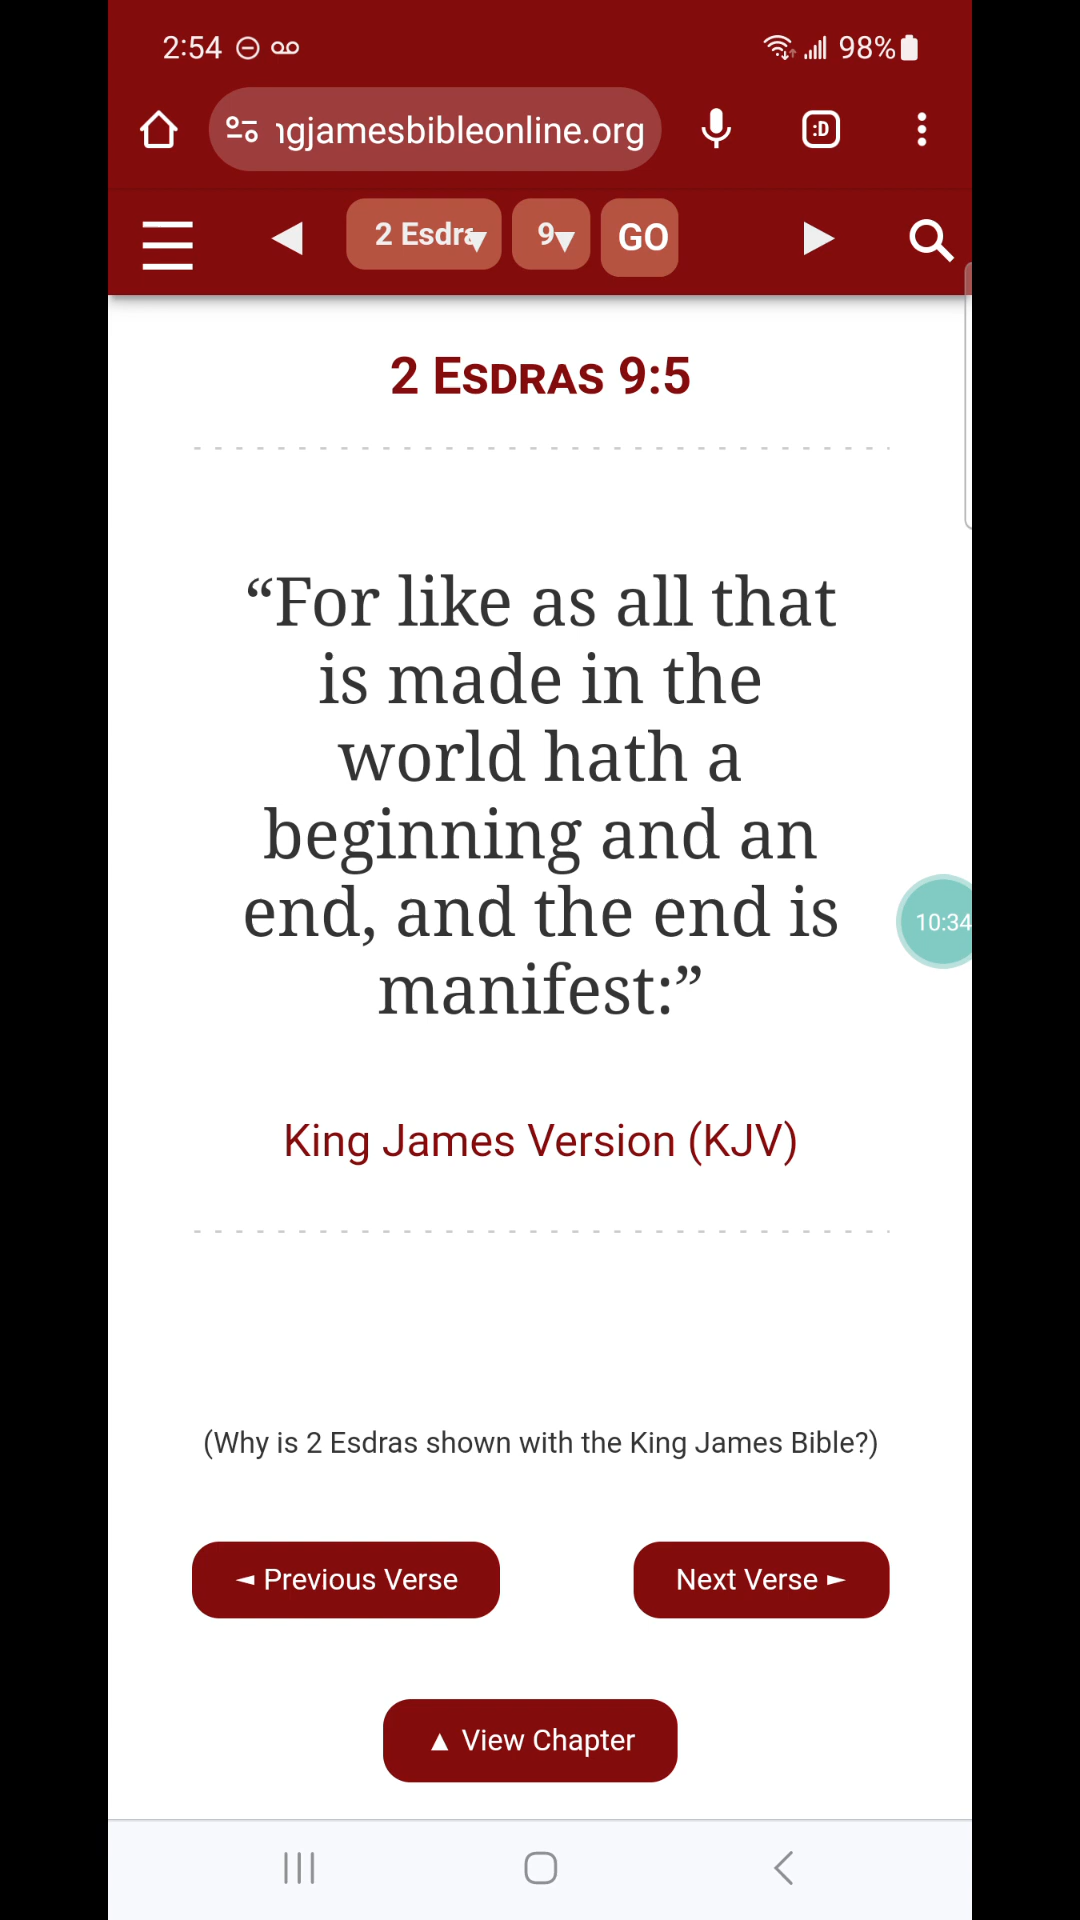 2:54 98%
ngjamesbibleonline.org :D
2 Esdra 9 GO
2 ESDRAS 9:5
“For like as all that
is made in the
world hath a
beginning and an
end, and the end is
manifest:”
10:34
King James Version (KJV)
(Why is 2 Esdras shown with the King James Bible?)
◄ Previous Verse Next Verse ►
▲ View Chapter